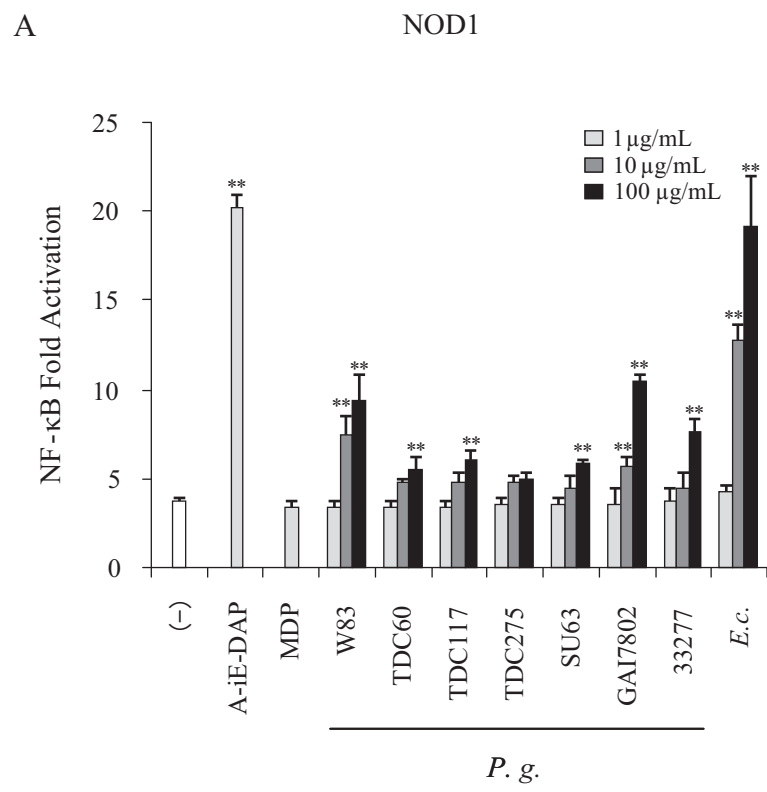 A
NOD1
NF-κB Fold Activation
25
20
15
10
5
0
1 µg/mL
10 µg/mL
100 µg/mL
**
**
**
**
**
**
**
**
**
**
**
(−)
A-iE-DAP
MDP
W83
TDC60
TDC117
TDC275
SU63
GAI7802
33277
E.c.
P. g.